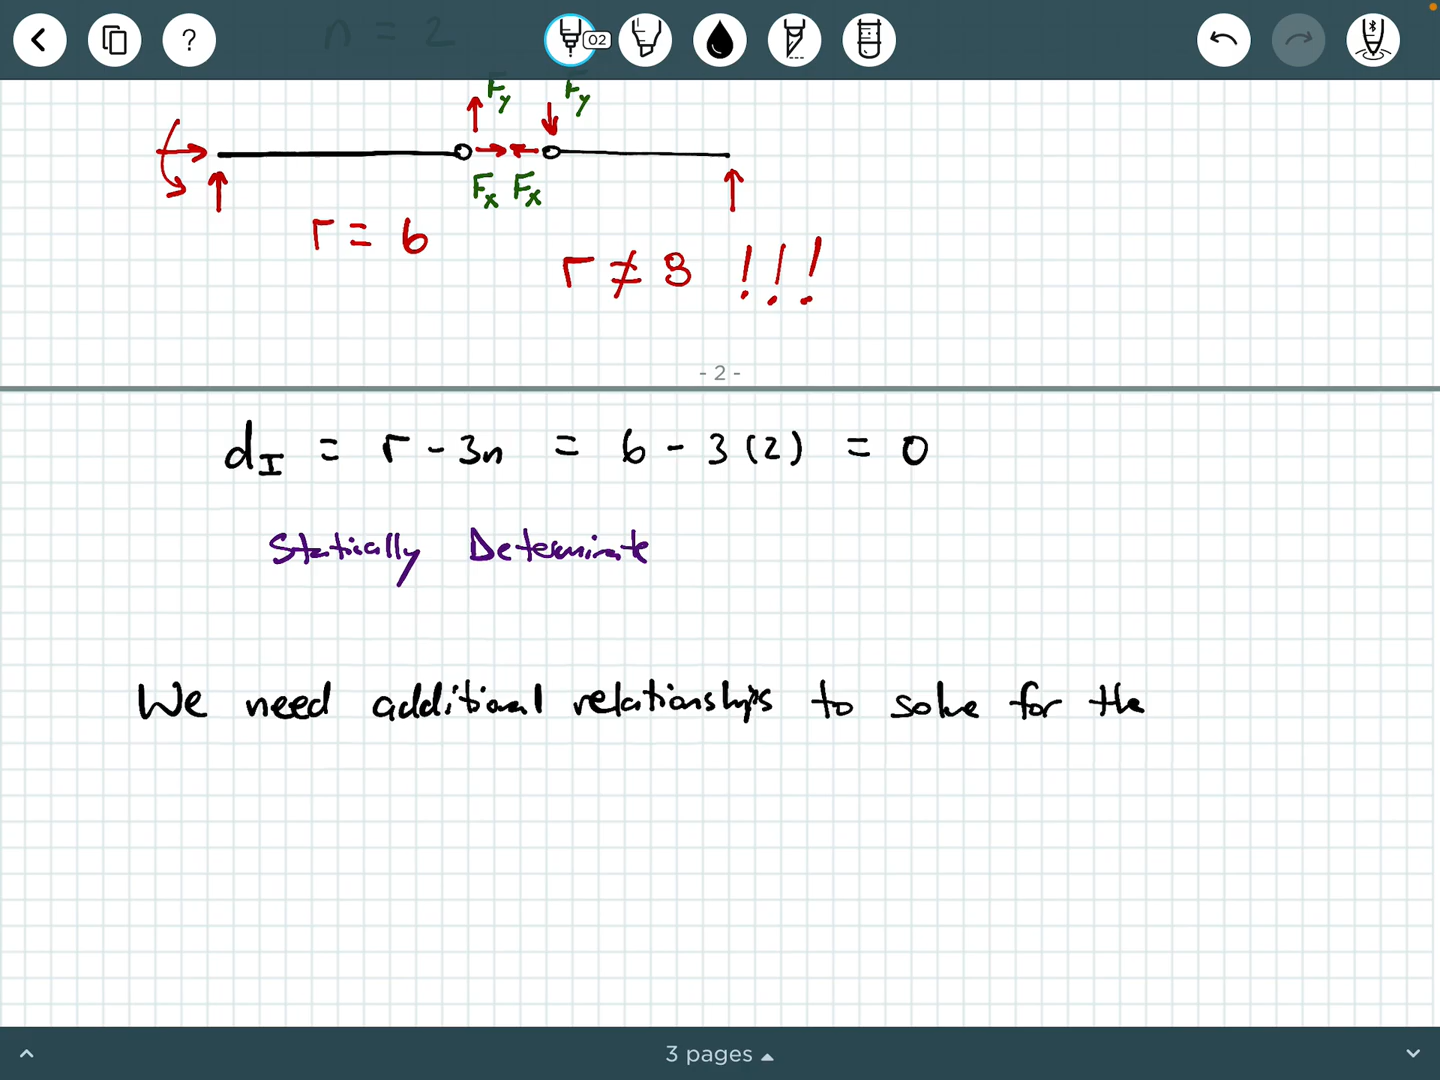 n = 2
?
02
Fy Fy
Fx Fx
r = 6
r ≠ 8 !!!
- 2 -
dI = r - 3n = 6 - 3(2) = 0
Statically Determinate
We need additional relationships to solve for the
3 pages